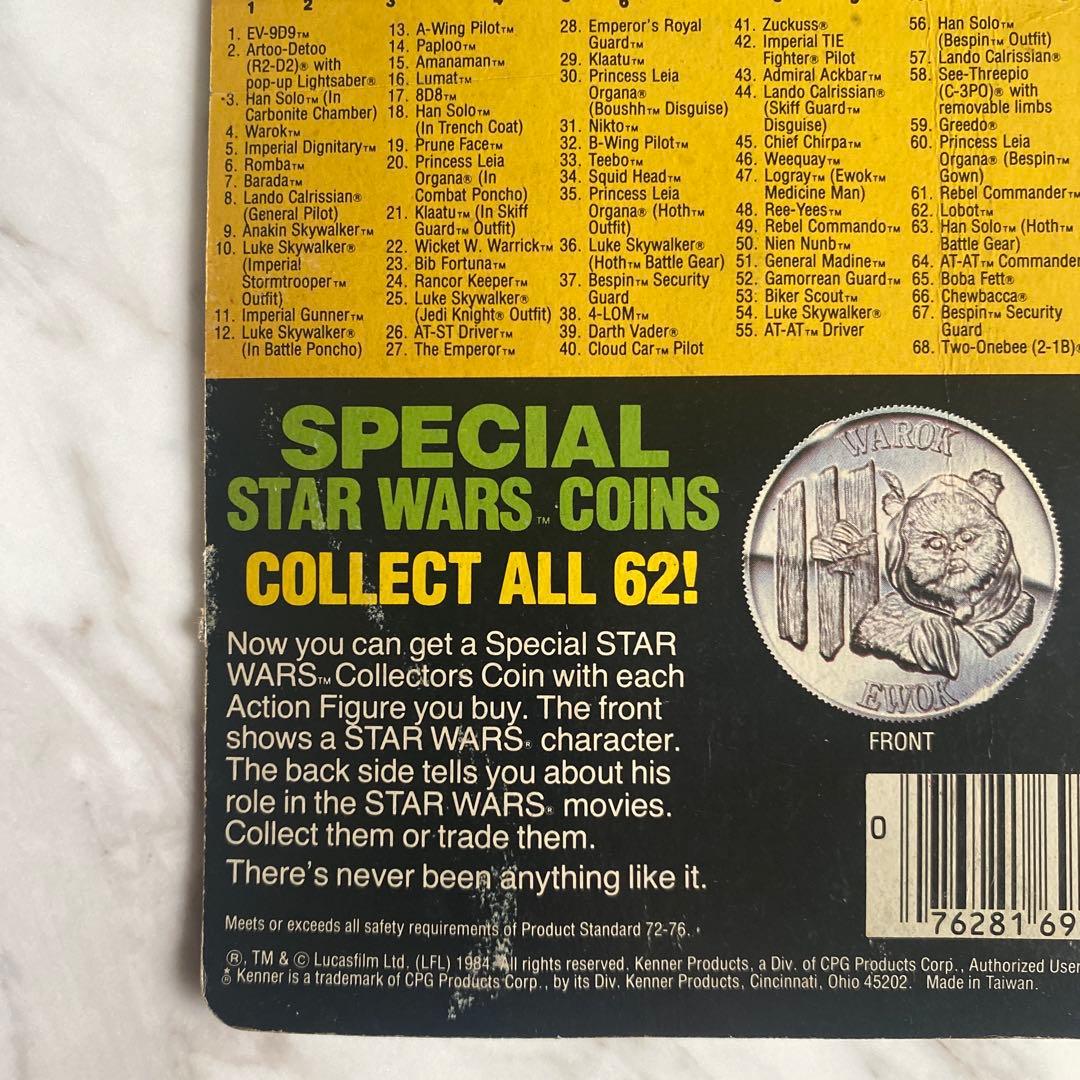 1 2 3 6
1. EV-9D9™
2. Artoo-Detoo
(R2-D2)® with
pop-up Lightsaber®
3. Han Solo™ (In
Carbonite Chamber)
4. Warok™
5. Imperial Dignitary™
6. Romba™
7. Barada™
8. Lando Calrissian®
(General Pilot)
9. Anakin Skywalker™
10. Luke Skywalker®
(Imperial
Stormtrooper™
Outfit)
11. Imperial Gunner™
12. Luke Skywalker®
(In Battle Poncho)
13. A-Wing Pilot™
14. Paploo™
15. Amanaman™
16. Lumat™
17. 8D8™
18. Han Solo™
(In Trench Coat)
19. Prune Face™
20. Princess Leia
Organa® (In
Combat Poncho)
21. Klaatu™ (In Skiff
Guard™ Outfit)
22. Wicket W. Warrick™
23. Bib Fortuna™
24. Rancor Keeper™
25. Luke Skywalker®
(Jedi Knight® Outfit)
26. AT-ST Driver™
27. The Emperor™
28. Emperor's Royal
Guard™
29. Klaatu™
30. Princess Leia
Organa®
(Boushh™ Disguise)
31. Nikto™
32. B-Wing Pilot™
33. Teebo™
34. Squid Head™
35. Princess Leia
Organa® (Hoth™
Outfit)
36. Luke Skywalker®
(Hoth™ Battle Gear)
37. Bespin™ Security
Guard
38. 4-LOM™
39. Darth Vader®
40. Cloud Car™ Pilot
41. Zuckuss®
42. Imperial TIE
Fighter® Pilot
43. Admiral Ackbar™
44. Lando Calrissian®
(Skiff Guard™
Disguise)
45. Chief Chirpa™
46. Weequay™
47. Logray™ (Ewok™
Medicine Man)
48. Ree-Yees™
49. Rebel Commando™
50. Nien Nunb™
51. General Madine™
52. Gamorrean Guard™
53. Biker Scout™
54. Luke Skywalker®
55. AT-AT™ Driver
56. Han Solo™
(Bespin™ Outfit)
57. Lando Calrissian®
58. See-Threepio
(C-3PO)® with
removable limbs
59. Greedo®
60. Princess Leia
Organa® (Bespin™
Gown)
61. Rebel Commander™
62. Lobot™
63. Han Solo™ (Hoth™
Battle Gear)
64. AT-AT™ Commander
65. Boba Fett®
66. Chewbacca®
67. Bespin™ Security
Guard
68. Two-Onebee (2-1B)®
SPECIAL
STAR WARS™ COINS
COLLECT ALL 62!
Now you can get a Special STAR
WARS™ Collectors Coin with each
Action Figure you buy. The front
shows a STAR WARS® character.
The back side tells you about his
role in the STAR WARS® movies.
Collect them or trade them.
There's never been anything like it.
WAROK
EWOK
FRONT
0
76281 69
Meets or exceeds all safety requirements of Product Standard 72-76.
®, TM & © Lucasfilm Ltd. (LFL) 1984. All rights reserved. Kenner Products, a Div. of CPG Products Corp., Authorized User
® Kenner is a trademark of CPG Products Corp., by its Div. Kenner Products, Cincinnati, Ohio 45202. Made in Taiwan.